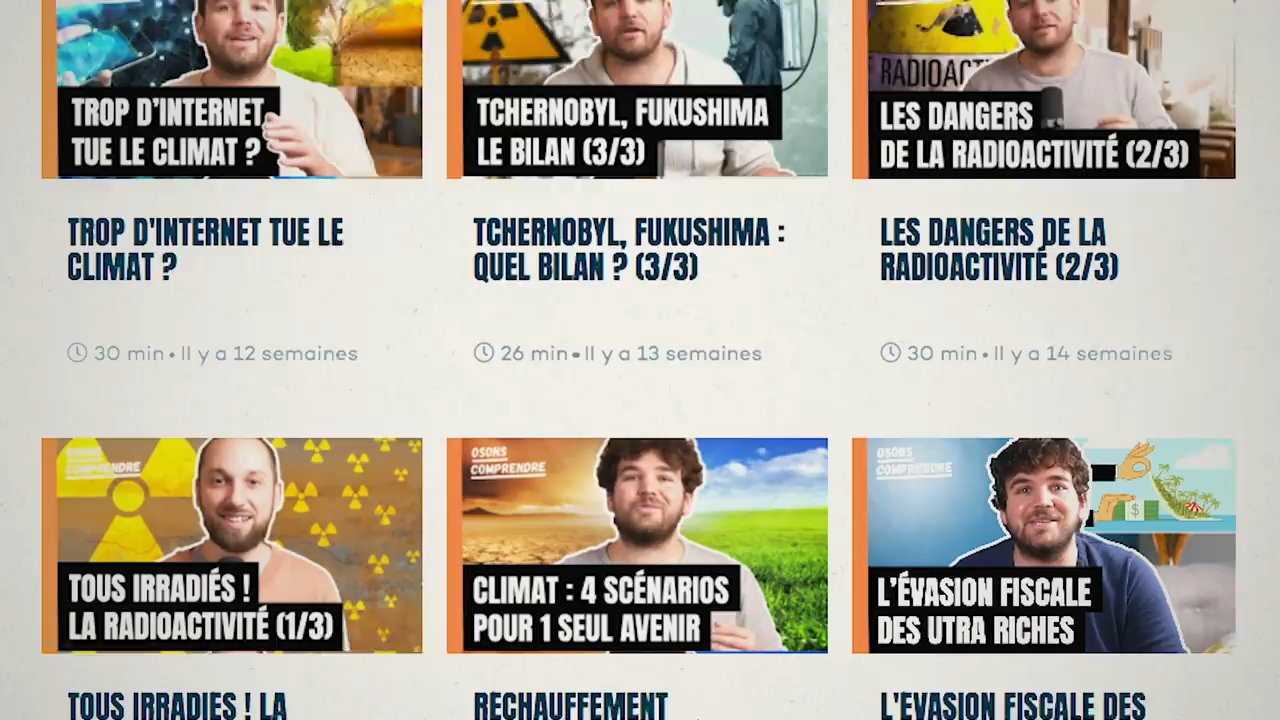 TROP D'INTERNET
TUE LE CLIMAT ?
TCHERNOBYL, FUKUSHIMA
LE BILAN (3/3)
RADIOACT
LES DANGERS
DE LA RADIOACTIVITÉ (2/3)
TROP D'INTERNET TUE LE
CLIMAT ?
TCHERNOBYL, FUKUSHIMA :
QUEL BILAN ? (3/3)
LES DANGERS DE LA
RADIOACTIVITÉ (2/3)
30 min • Il y a 12 semaines
26 min • Il y a 13 semaines
30 min • Il y a 14 semaines
OSONS
COMPRENDRE
TOUS IRRADIÉS !
LA RADIOACTIVITÉ (1/3)
OSONS
COMPRENDRE
CLIMAT : 4 SCÉNARIOS
POUR 1 SEUL AVENIR
OSONS
COMPRENDRE
$
L'ÉVASION FISCALE
DES UTRA RICHES
TOUS IRRADIÉS ! LA
RÉCHAUFFEMENT
L'ÉVASION FISCALE DES